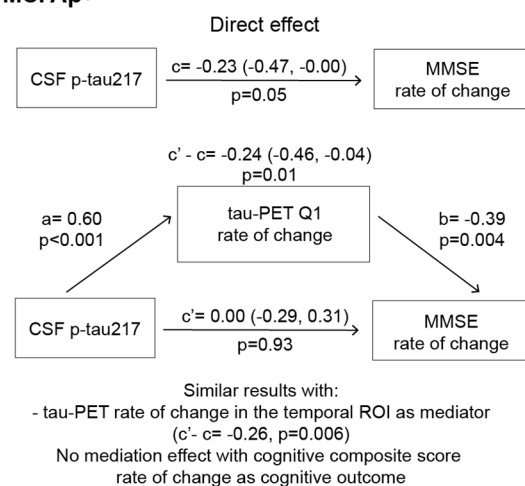 Direct effect
CSF p-tau217
c= -0.23 (-0.47, -0.00)
p=0.05
MMSE
rate of change
c' - c= -0.24 (-0.46, -0.04)
p=0.01
a= 0.60
p<0.001
tau-PET Q1
rate of change
b= -0.39
p=0.004
CSF p-tau217
c'= 0.00 (-0.29, 0.31)
p=0.93
MMSE
rate of change
Similar results with:
- tau-PET rate of change in the temporal ROI as mediator
(c'- c= -0.26, p=0.006)
No mediation effect with cognitive composite score
rate of change as cognitive outcome